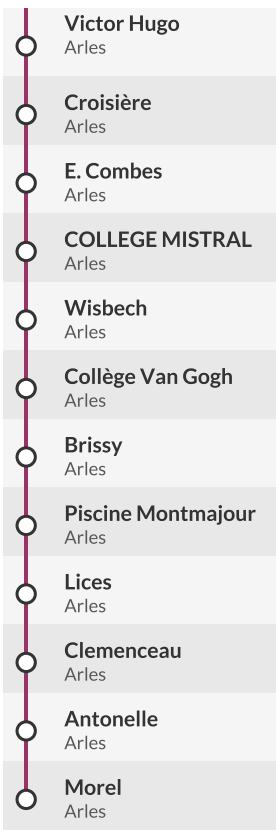 Victor Hugo
Arles
Croisière
Arles
E. Combes
Arles
COLLEGE MISTRAL
Arles
Wisbech
Arles
Collège Van Gogh
Arles
Brissy
Arles
Piscine Montmajour
Arles
Lices
Arles
Clemenceau
Arles
Antonelle
Arles
Morel
Arles